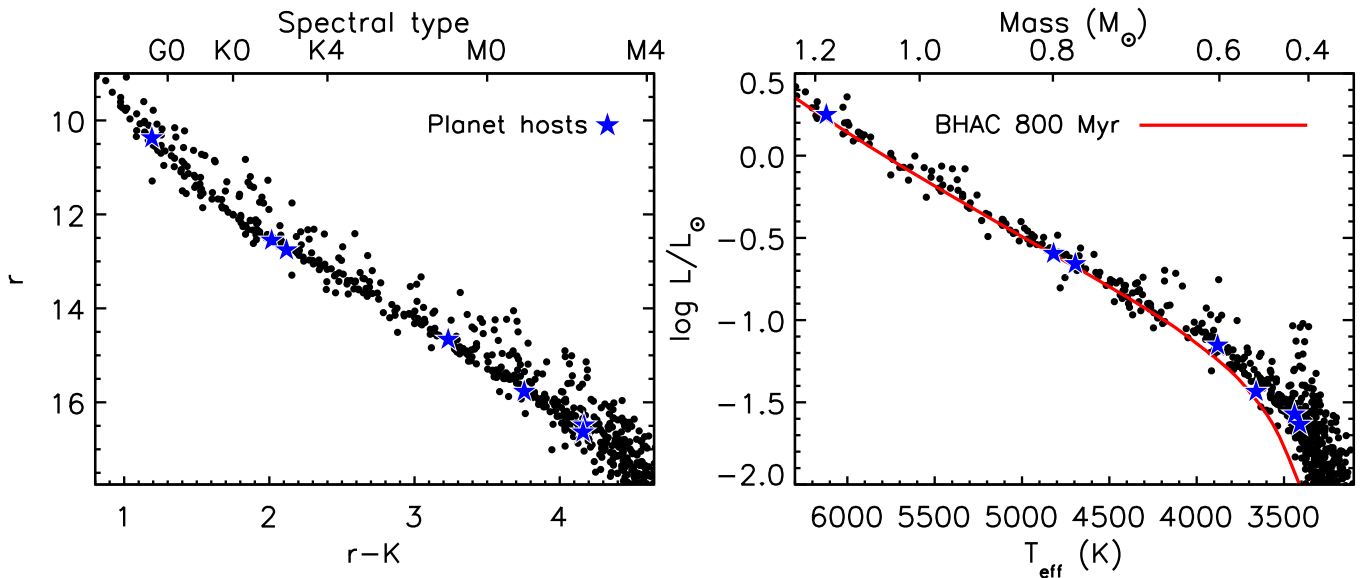 Spectral type
G0 K0 K4 M0 M4
Planet hosts
10
12
14
16
r
1 2 3 4
r−K
Mass (M⊙)
1.2 1.0 0.8 0.6 0.4
BHAC 800 Myr
0.5
0.0
−0.5
−1.0
−1.5
−2.0
log L/L⊙
6000 5500 5000 4500 4000 3500
Teff (K)